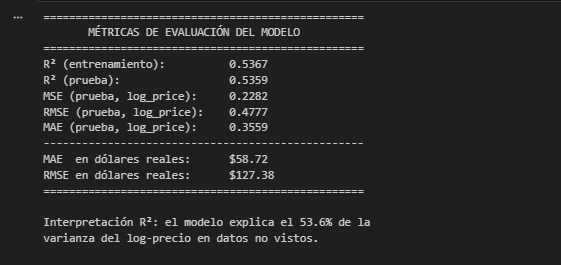 ...
==================================================
MÉTRICAS DE EVALUACIÓN DEL MODELO
==================================================
R² (entrenamiento): 0.5367
R² (prueba): 0.5359
MSE (prueba, log_price): 0.2282
RMSE (prueba, log_price): 0.4777
MAE (prueba, log_price): 0.3559
--------------------------------------------------
MAE  en dólares reales: $58.72
RMSE en dólares reales: $127.38
==================================================
Interpretación R²: el modelo explica el 53.6% de la
varianza del log-precio en datos no vistos.